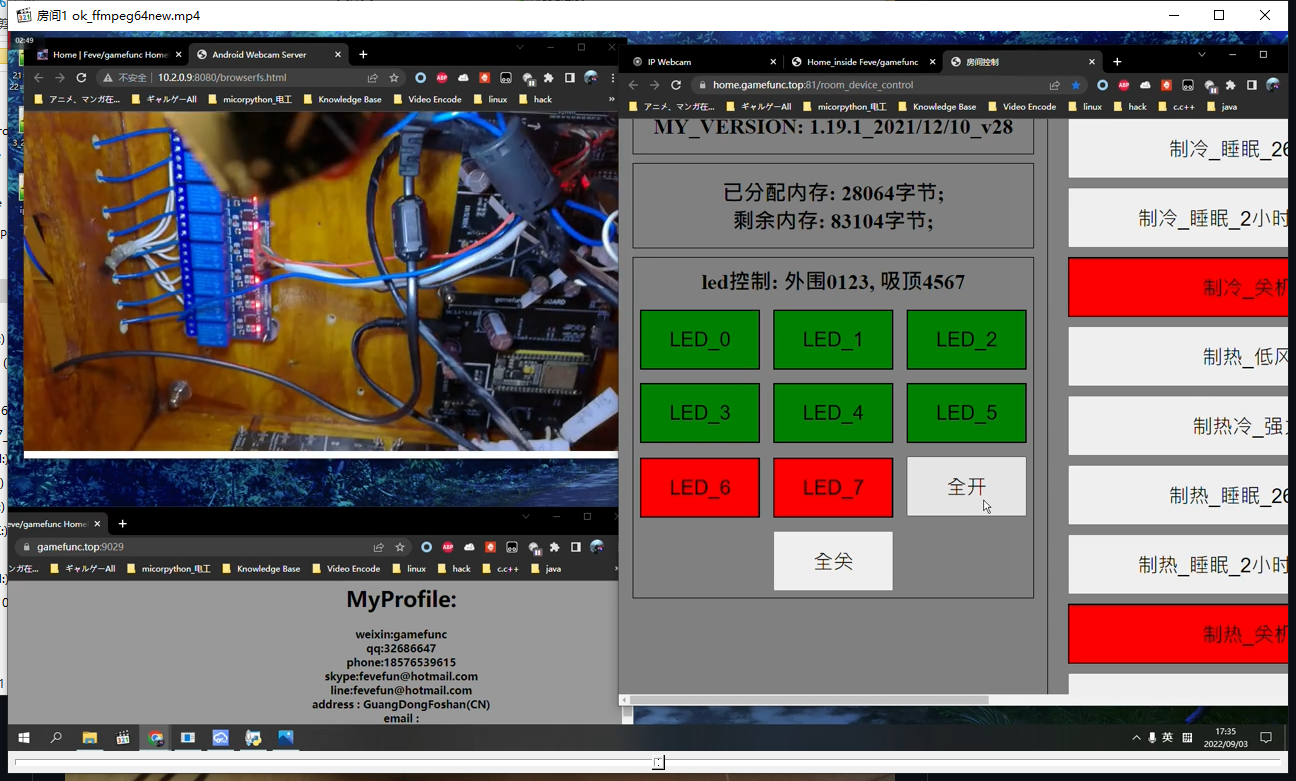 房间1 ok_ffmpeg64new.mp4
02:49
Home | Feve/gamefunc Home
Android Webcam Server
不安全 | 10.2.0.9:8080/browserfs.html
アニメ、マンガ在...
ギャルゲーAll
micorpython_电工
Knowledge Base
Video Encode
linux
hack
»
gamefunc BOARD
IP Webcam
Home_inside Feve/gamefunc
房间控制
home.gamefunc.top:81/room_device_control
アニメ、マンガ在...
ギャルゲーAll
micorpython_电工
Knowledge Base
Video Encode
linux
hack
c.c++
java
MY_VERSION: 1.19.1_2021/12/10_v28
已分配内存: 28064字节;
剩余内存: 83104字节;
led控制: 外围0123, 吸顶4567
LED_0
LED_1
LED_2
LED_3
LED_4
LED_5
LED_6
LED_7
全开
全关
制冷_睡眠_26
制冷_睡眠_2小时
制冷_关机
制热_低风
制热冷_强
制热_睡眠_26
制热_睡眠_2小时
制热_关机
eve/gamefunc Home
gamefunc.top:9029
ンガ在...
ギャルゲーAll
micorpython_电工
Knowledge Base
Video Encode
linux
hack
c.c++
java
MyProfile:
weixin:gamefunc
qq:32686647
phone:18576539615
skype:fevefun@hotmail.com
line:fevefun@hotmail.com
address : GuangDongFoshan(CN)
email :
英
17:35
2022/09/03